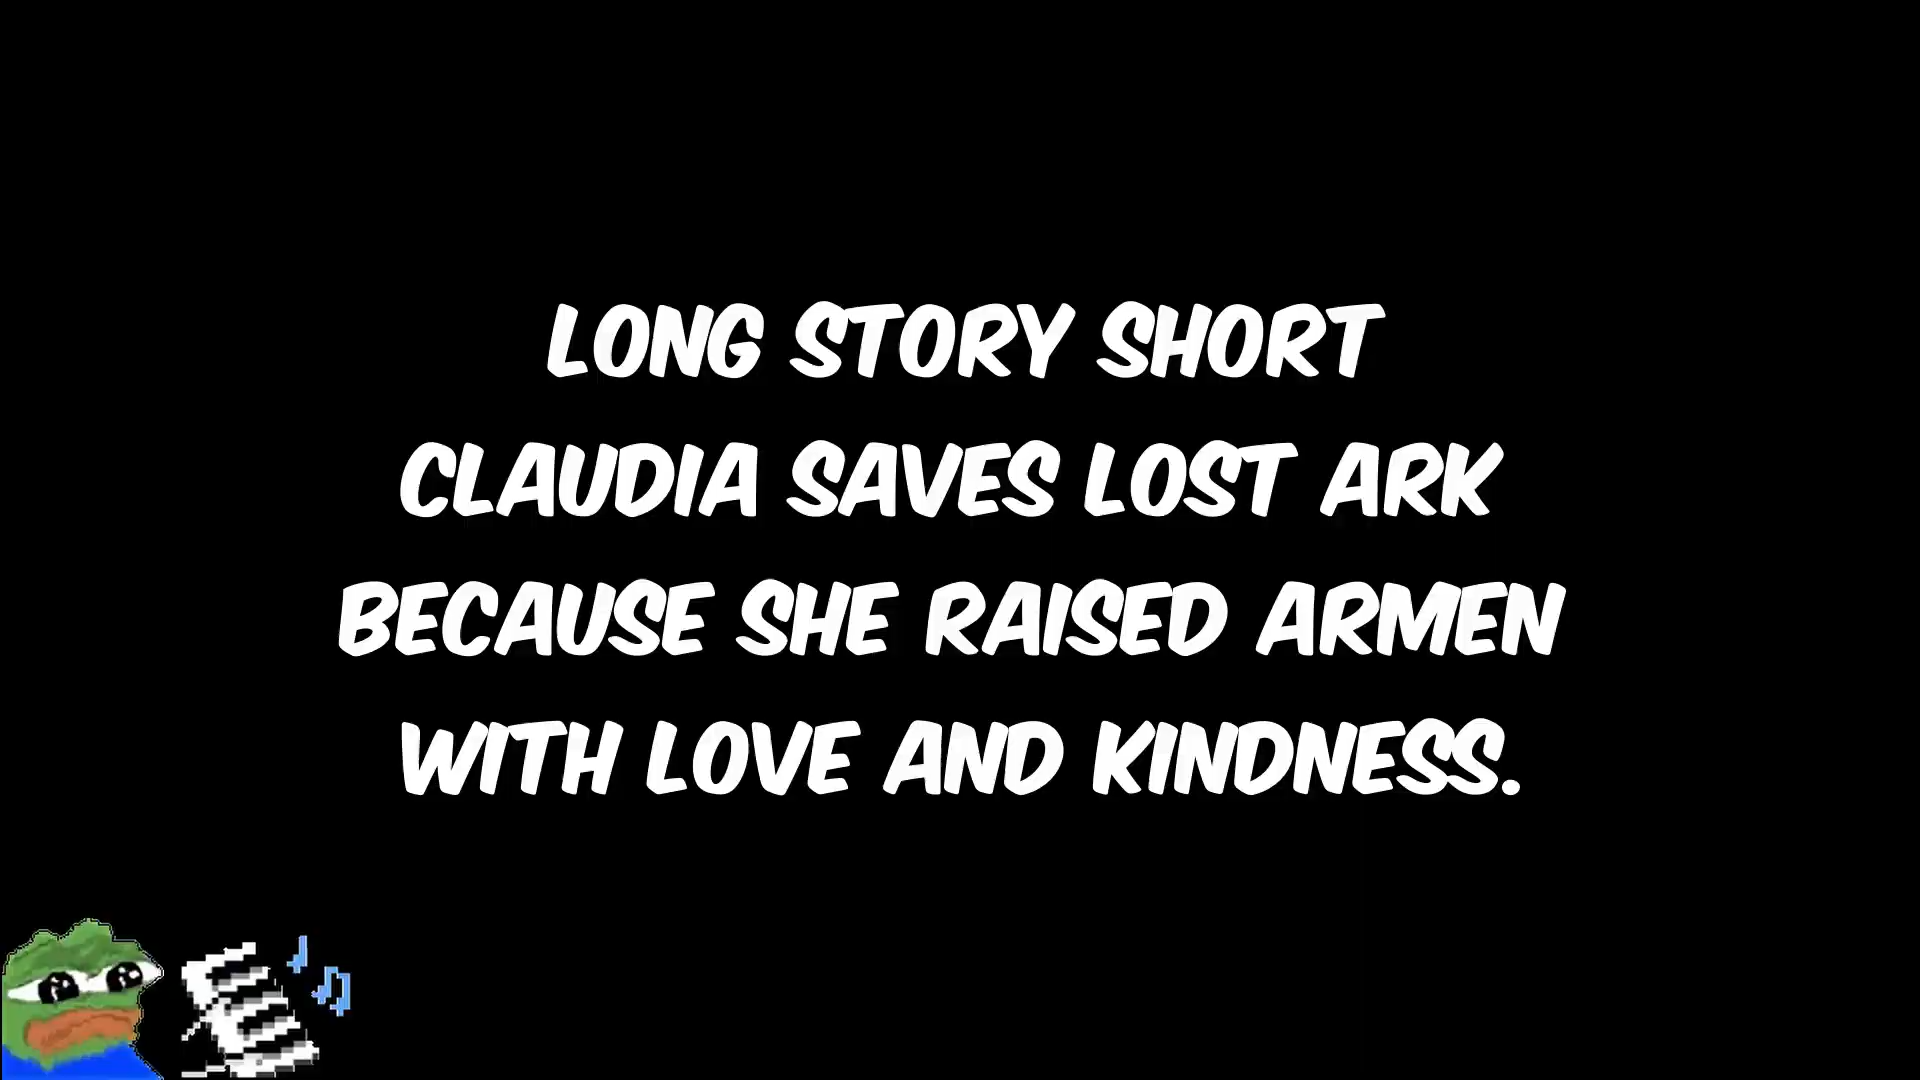 LONG STORY SHORT
CLAUDIA SAVES LOST ARK
BECAUSE SHE RAISED ARMEN
WITH LOVE AND KINDNESS.